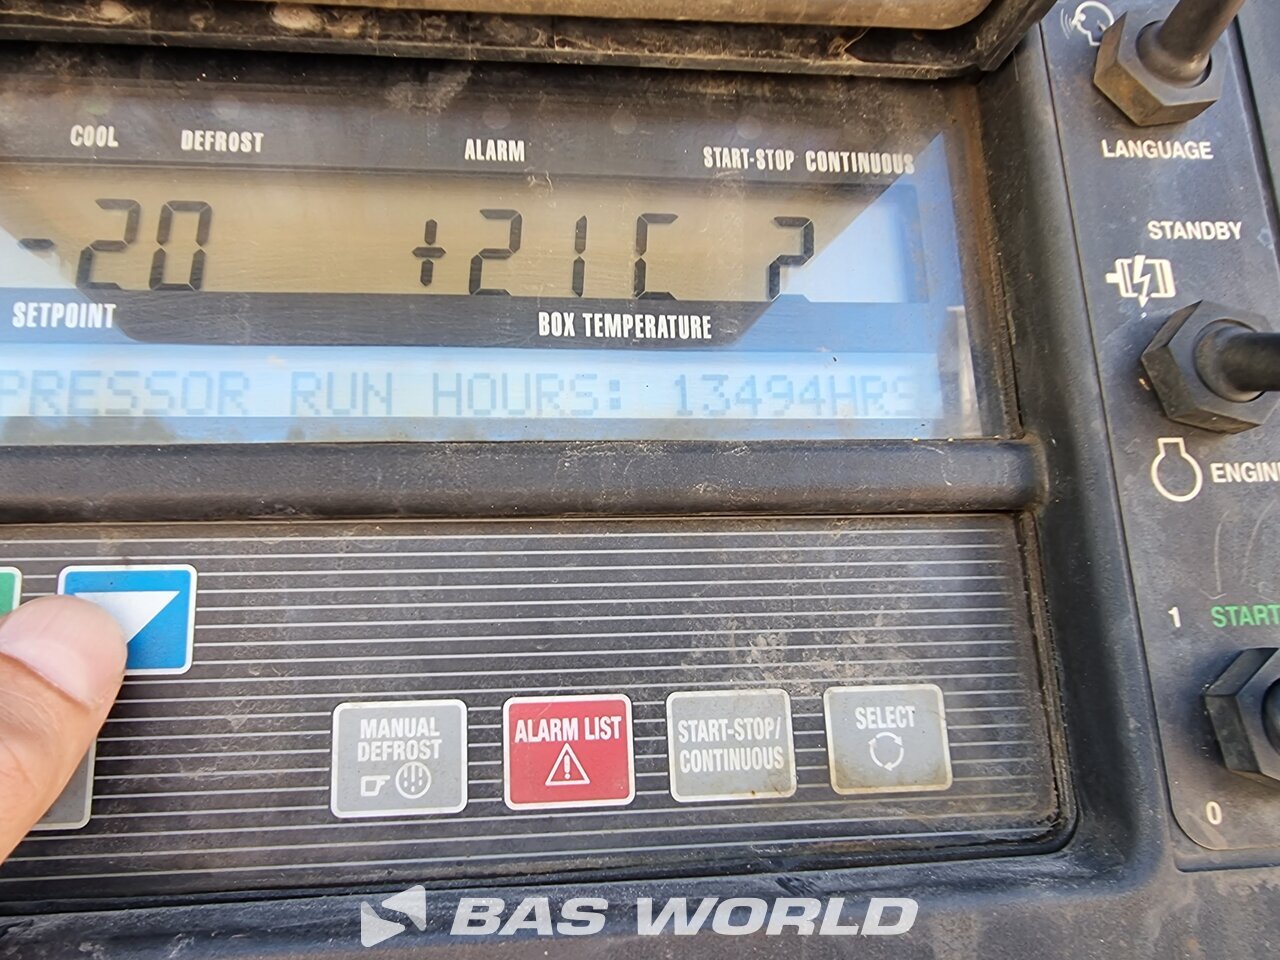 COOL DEFROST ALARM START-STOP CONTINUOUS
-20 +21C 2
SETPOINT BOX TEMPERATURE
PRESSOR RUN HOURS: 13494HRS
LANGUAGE
STANDBY
ENGIN
1 START
0
MANUAL DEFROST
ALARM LIST
START-STOP/
CONTINUOUS
SELECT
BAS WORLD